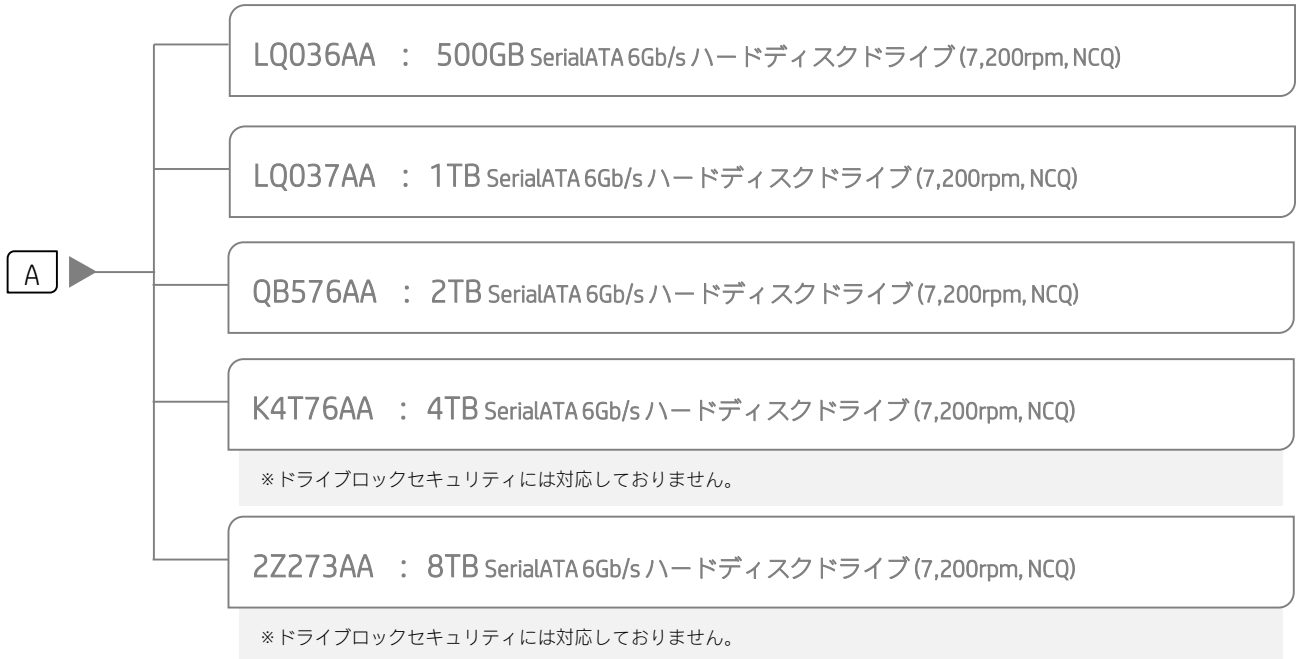 LQ036AA : 500GB SerialATA 6Gb/s ハードディスクドライブ (7,200rpm, NCQ)
LQ037AA : 1TB SerialATA 6Gb/s ハードディスクドライブ (7,200rpm, NCQ)
A
QB576AA : 2TB SerialATA 6Gb/s ハードディスクドライブ (7,200rpm, NCQ)
K4T76AA : 4TB SerialATA 6Gb/s ハードディスクドライブ (7,200rpm, NCQ)
※ドライブロックセキュリティには対応しておりません。
2Z273AA : 8TB SerialATA 6Gb/s ハードディスクドライブ (7,200rpm, NCQ)
※ドライブロックセキュリティには対応しておりません。